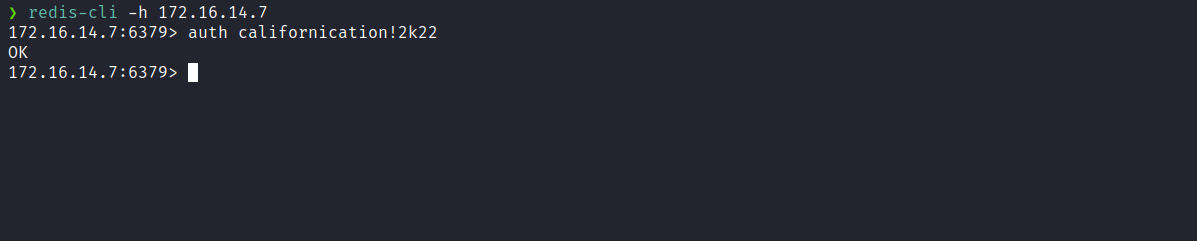 ❯ redis-cli -h 172.16.14.7
172.16.14.7:6379> auth californication!2k22
OK
172.16.14.7:6379>